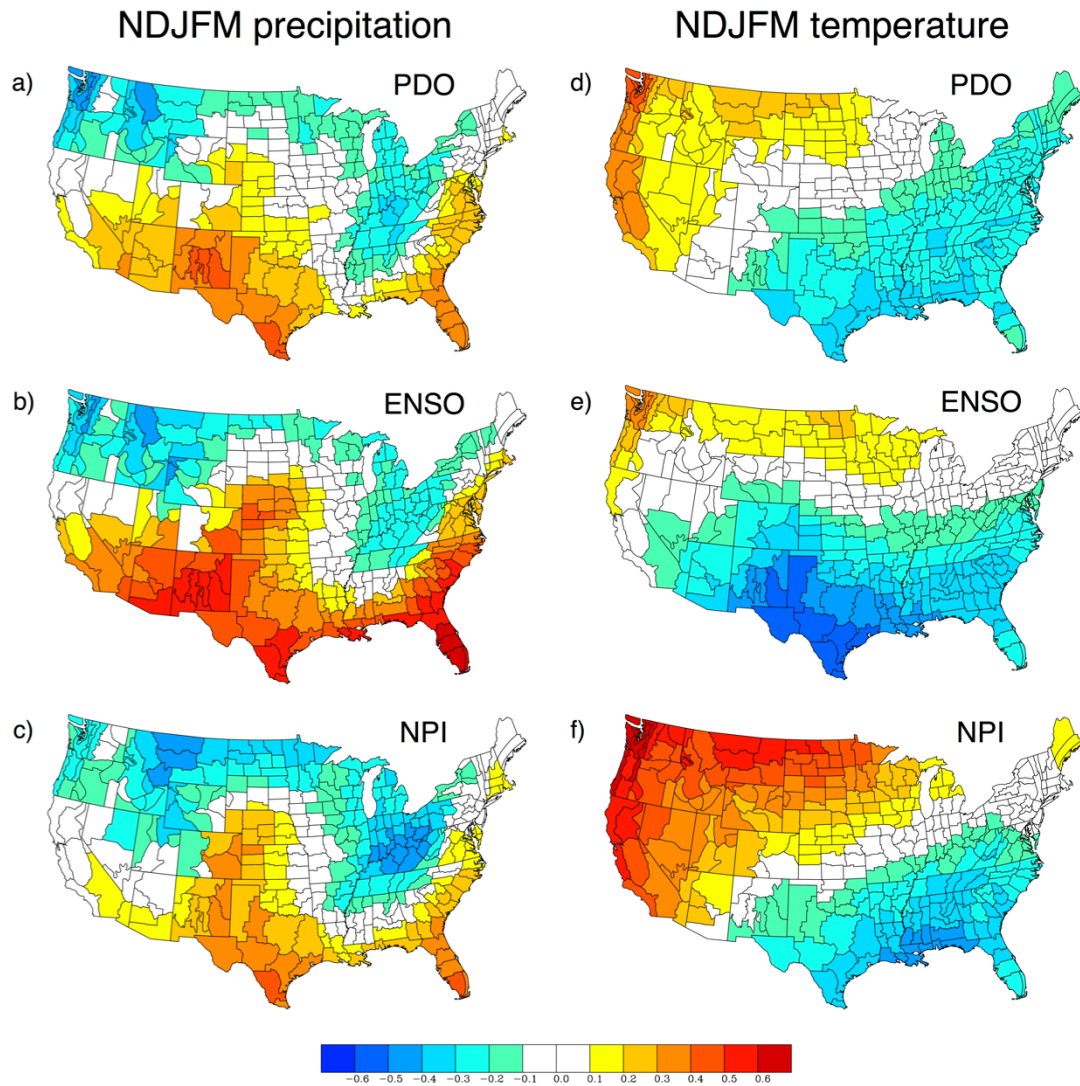 NDJFM precipitation NDJFM temperature
a) PDO d) PDO
b) ENSO e) ENSO
c) NPI f) NPI
−0.6 −0.5 −0.4 −0.3 −0.2 −0.1 0.0 0.1 0.2 0.3 0.4 0.5 0.6